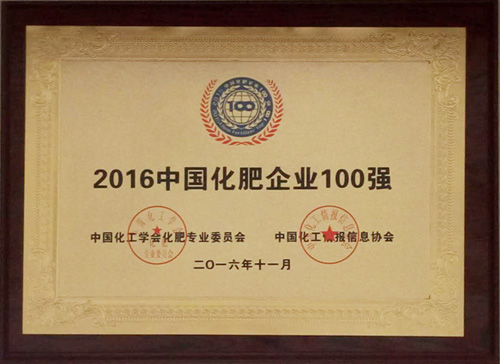 100
2016中国化肥企业100强
中国化工学会化肥专业委员会 中国化工情报信息协会
二〇一六年十一月